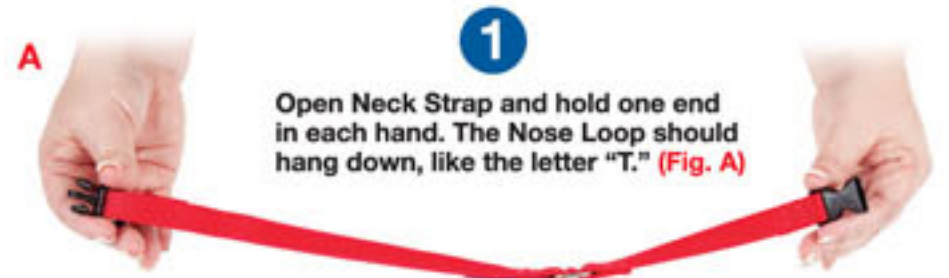 A
1
Open Neck Strap and hold one end
in each hand. The Nose Loop should
hang down, like the letter “T.” (Fig. A)